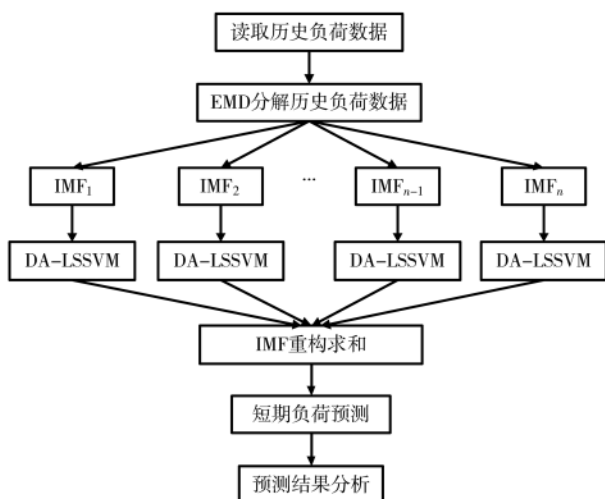 读取历史负荷数据
EMD分解历史负荷数据
IMF₁ IMF₂ ... IMFₙ₋₁ IMFₙ
DA-LSSVM DA-LSSVM DA-LSSVM DA-LSSVM
IMF重构求和
短期负荷预测
预测结果分析